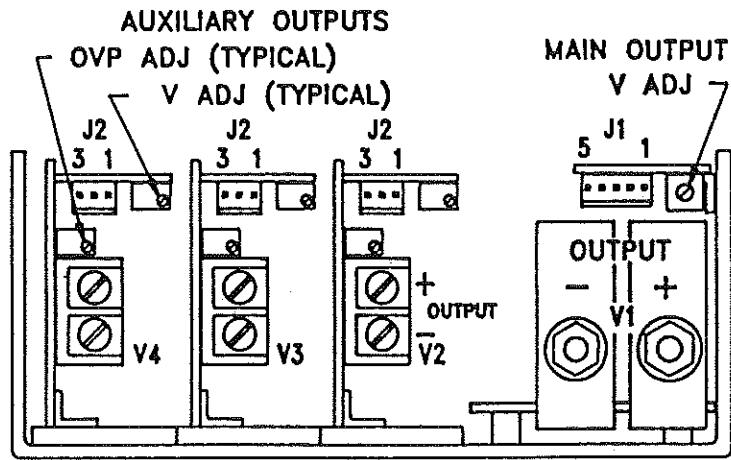 AUXILIARY OUTPUTS
OVP ADJ (TYPICAL)
V ADJ (TYPICAL)
MAIN OUTPUT
V ADJ
J2
3 1
J2
3 1
J2
3 1
J1
5 1
OUTPUT
- +
V1
+
OUTPUT
-
V4
V3
V2